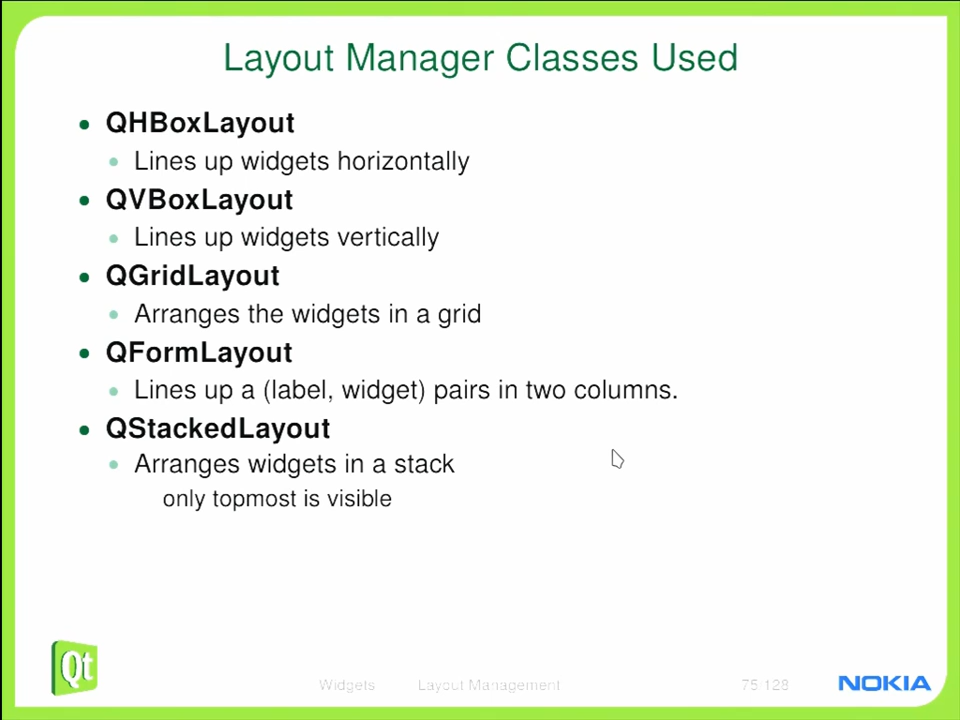 Layout Manager Classes Used
QHBoxLayout
Lines up widgets horizontally
QVBoxLayout
Lines up widgets vertically
QGridLayout
Arranges the widgets in a grid
QFormLayout
Lines up a (label, widget) pairs in two columns.
QStackedLayout
Arranges widgets in a stack
only topmost is visible
Qt
Widgets Layout Management 75/128
NOKIA